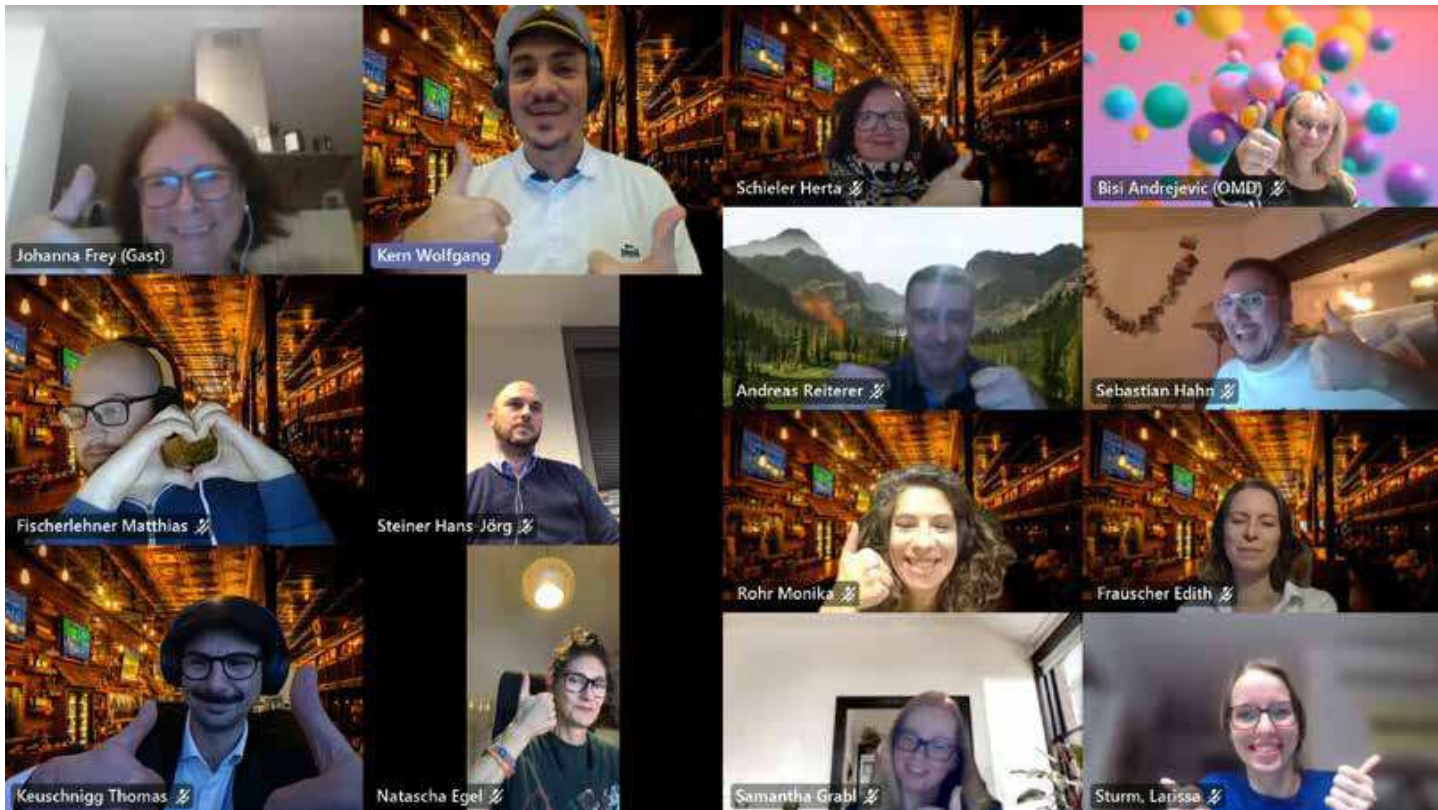 Johanna Frey (Gast)
Kern Wolfgang
Schieler Herta
Bisi Andrejevic (OMD)
Andreas Reiterer
Sebastian Hahn
Fischerlehner Matthias
Steiner Hans-Jörg
Rohr Monika
Frauscher Edith
Keuschnigg Thomas
Natascha Egel
Samantha Grabl
Sturm, Larissa